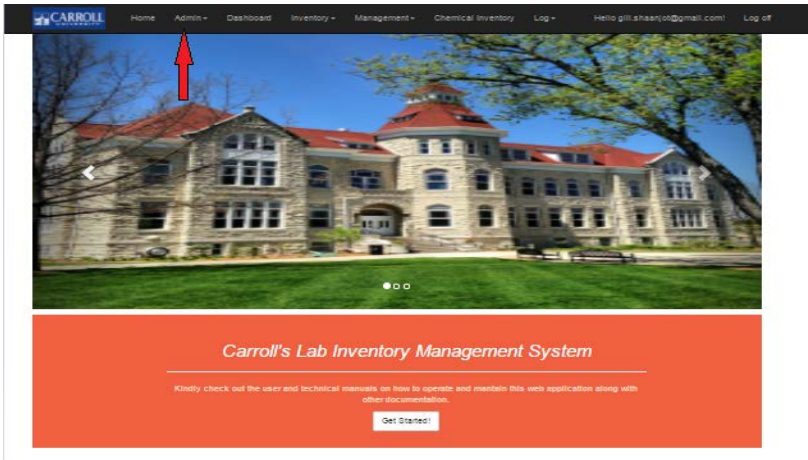 CARROLL
UNIVERSITY
Home Admin Dashboard Inventory Management Chemical Inventory Log Hello gill.shaanjot@gmail.com! Log off
Carroll's Lab Inventory Management System
Kindly check out the user and technical manuals on how to operate and mantain this web application along with
other documentation.
Get Started!